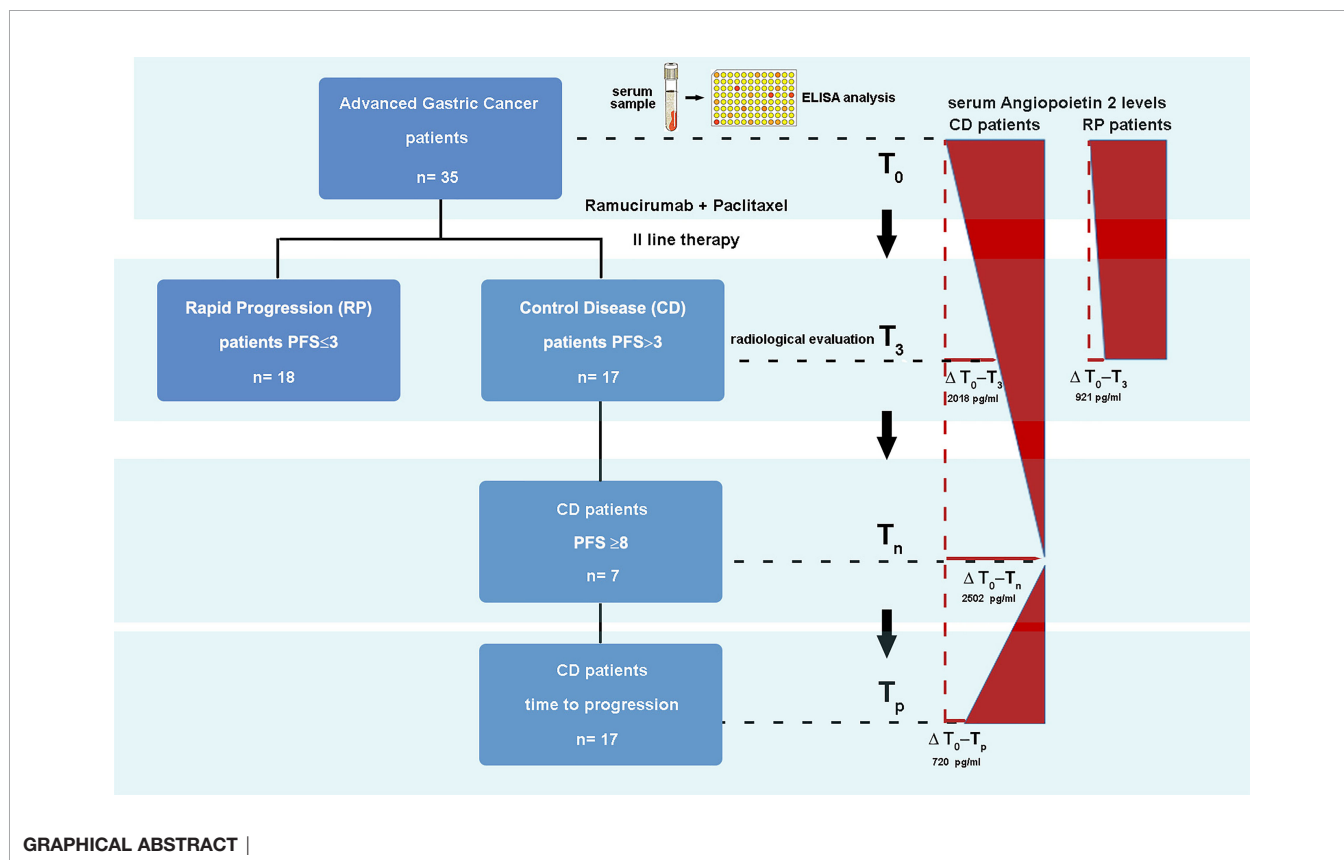 serum
sample
ELISA analysis
Advanced Gastric Cancer
patients
n= 35
serum Angiopoietin 2 levels
CD patients
RP patients
T0
Ramucirumab + Paclitaxel
II line therapy
Rapid Progression (RP)
patients PFS≤3
n= 18
Control Disease (CD)
patients PFS>3
n= 17
radiological evaluation
T3
Δ T0–T3
2018 pg/ml
Δ T0–T3
921 pg/ml
CD patients
PFS ≥8
n= 7
Tn
Δ T0–Tn
2502 pg/ml
CD patients
time to progression
n= 17
Tp
Δ T0–Tp
720 pg/ml
GRAPHICAL ABSTRACT |